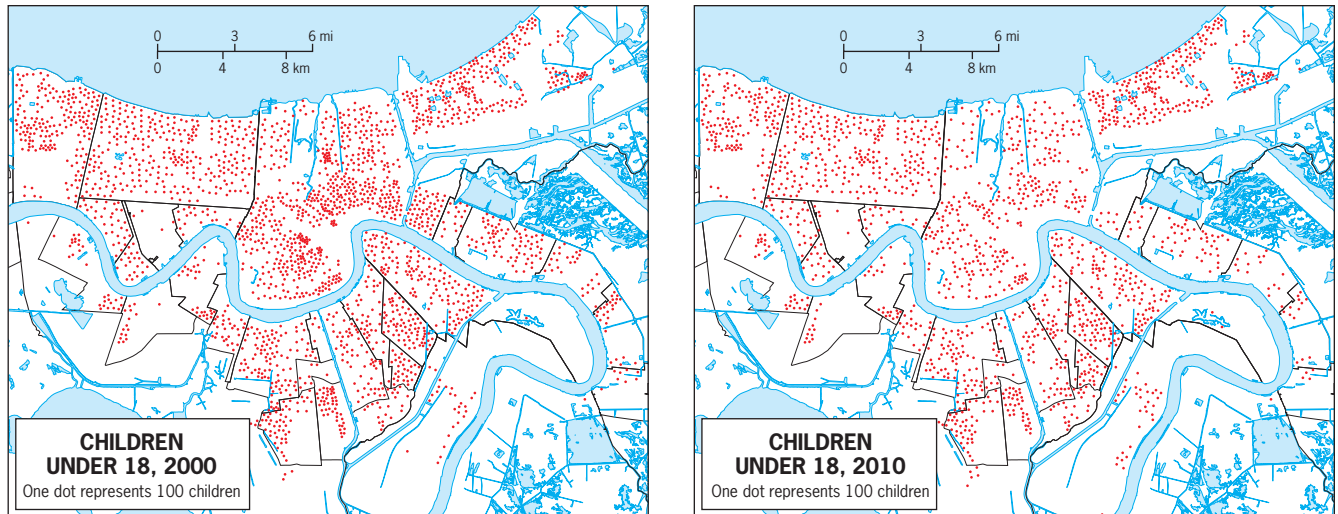 0 3 6 mi
0 4 8 km
CHILDREN
UNDER 18, 2000
One dot represents 100 children
0 3 6 mi
0 4 8 km
CHILDREN
UNDER 18, 2010
One dot represents 100 children